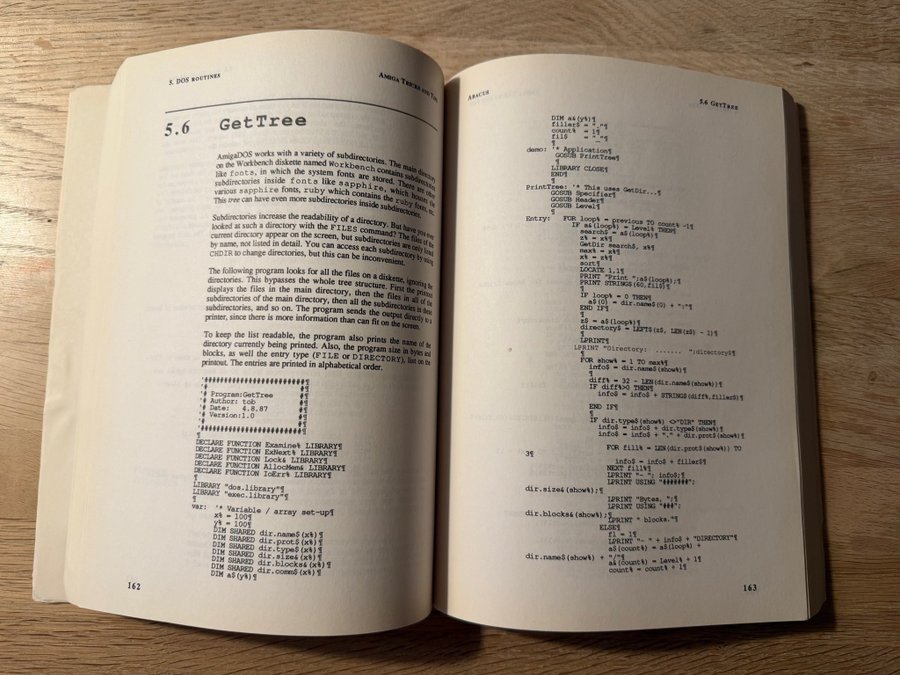 5. DOS ROUTINES
AMIGA TRICKS AND TIPS
5.6 GetTree
AmigaDOS works with a variety of subdirectories. The main directory
on the Workbench diskette named Workbench contains subdirectories
like fonts, in which the system fonts are stored. There are other
subdirectories inside fonts like sapphire, which houses the
various sapphire fonts, ruby which contains the ruby fonts, etc.
This tree can have even more subdirectories inside subdirectories.
Subdirectories increase the readability of a directory. But have you ever
looked at such a directory with the FILES command? The files of the
current directory appear on the screen, but subdirectories are only listed
by name, not listed in detail. You can access each subdirectory by using
CHDIR to change directories, but this can be inconvenient.
The following program looks for all the files on a diskette, ignoring the
directories. This bypasses the whole tree structure. First the program
displays the files in the main directory, then the files in all of the
subdirectories of the main directory, then all the subdirectories in these
subdirectories, and so on. The program sends the output directly to a
printer, since there is more information than can fit on the screen.
To keep the list readable, the program also prints the name of the
directory currently being printed. Also, the program size in bytes and
blocks, as well the entry type (FILE or DIRECTORY), list on the
printout. The entries are printed in alphabetical order.
'###########################¶
'# #¶
'# Program:GetTree #¶
'# Author: tob #¶
'# Date: 4.8.87 #¶
'# Version:1.0 #¶
'# #¶
'###########################¶
¶
DECLARE FUNCTION Examine% LIBRARY¶
DECLARE FUNCTION ExNext% LIBRARY¶
DECLARE FUNCTION Lock& LIBRARY¶
DECLARE FUNCTION AllocMem& LIBRARY¶
DECLARE FUNCTION IoErr% LIBRARY¶
¶
LIBRARY "dos.library"¶
LIBRARY "exec.library"¶
¶
var: '* Variable / array set-up¶
x% = 100¶
y% = 100¶
DIM SHARED dir.name$(x%)¶
DIM SHARED dir.prot$(x%)¶
DIM SHARED dir.type$(x%)¶
DIM SHARED dir.size&(x%)¶
DIM SHARED dir.blocks&(x%)¶
DIM SHARED dir.comm$(x%)¶
DIM a$(y%)¶
162
ABACUS
5.6 GETTREE
DIM a&(y%)¶
filler$ = "."¶
count% = 1¶
fil$ = "_"¶
¶
demo: '* Application¶
GOSUB PrintTree¶
¶
LIBRARY CLOSE¶
END¶
¶
PrintTree: '* This uses GetDir...¶
GOSUB Specifier¶
GOSUB Header¶
GOSUB Level¶
¶
Entry: FOR loop% = previous TO count% -1¶
IF a&(loop%) = Level% THEN¶
search$ = a$(loop%)¶
z% = x%¶
GetDir search$, x%¶
max% = x%¶
x% = z%¶
sort¶
LOCATE 1,1¶
PRINT "Print ";a$(loop%);¶
PRINT STRING$(60,fil$)¶
¶
IF loop% = 0 THEN¶
a$(0) = dir.name$(0) + ":"¶
END IF¶
¶
z$ = a$(loop%)¶
directory$ = LEFT$(z$, LEN(z$) - 1)¶
¶
LPRINT¶
LPRINT "Directory: ....... ";directory$¶
¶
FOR show% = 1 TO max%¶
info$ = dir.name$(show%)¶
¶
diff% = 32 - LEN(dir.name$(show%))¶
IF diff%>0 THEN¶
info$ = info$ + STRING$(diff%,filler$)¶
¶
END IF¶
¶
IF dir.type$(show%) <>"DIR" THEN¶
info$ = info$ + dir.type$(show%)¶
info$ = info$ + "." + dir.prot$(show%)¶
¶
FOR fill% = LEN(dir.prot$(show%)) TO
3¶
info$ = info$ + filler$¶
NEXT fill%¶
LPRINT "- "; info$;¶
LPRINT USING "#######";
dir.size&(show%);¶
LPRINT "Bytes, ";¶
LPRINT USING "###";
dir.blocks&(show%);¶
LPRINT " blocks."¶
ELSE¶
f1 = 1¶
LPRINT "- " + info$ + "DIRECTORY"¶
a$(count%) = a$(loop%) +
dir.name$(show%) + "/"¶
a&(count%) = level% + 1¶
count% = count% + 1¶
163